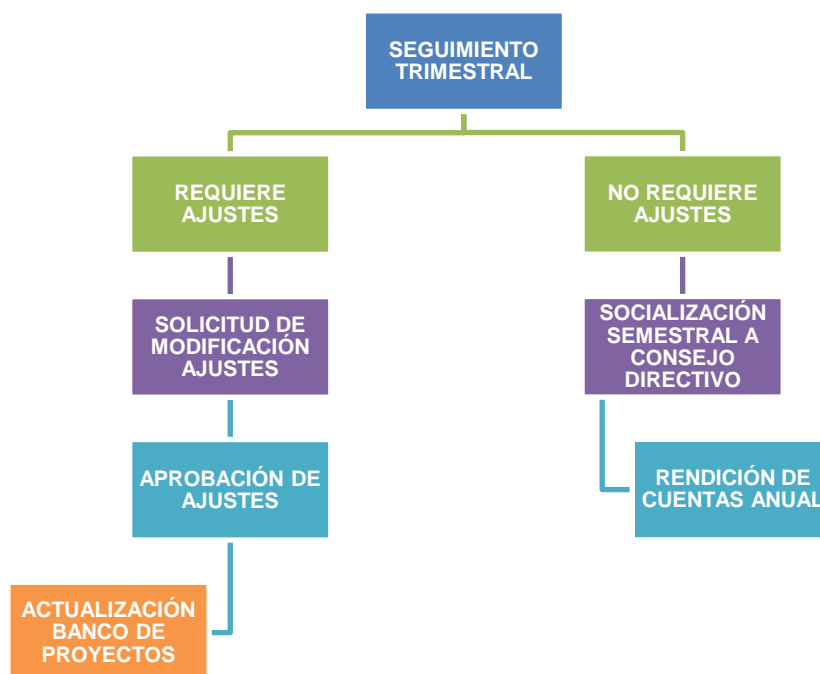 SEGUIMIENTO
TRIMESTRAL
REQUIERE
AJUSTES
NO REQUIERE
AJUSTES
SOLICITUD DE
MODIFICACIÓN
AJUSTES
SOCIALIZACIÓN
SEMESTRAL A
CONSEJO
DIRECTIVO
APROBACIÓN DE
AJUSTES
RENDICIÓN DE
CUENTAS ANUAL
ACTUALIZACIÓN
BANCO DE
PROYECTOS